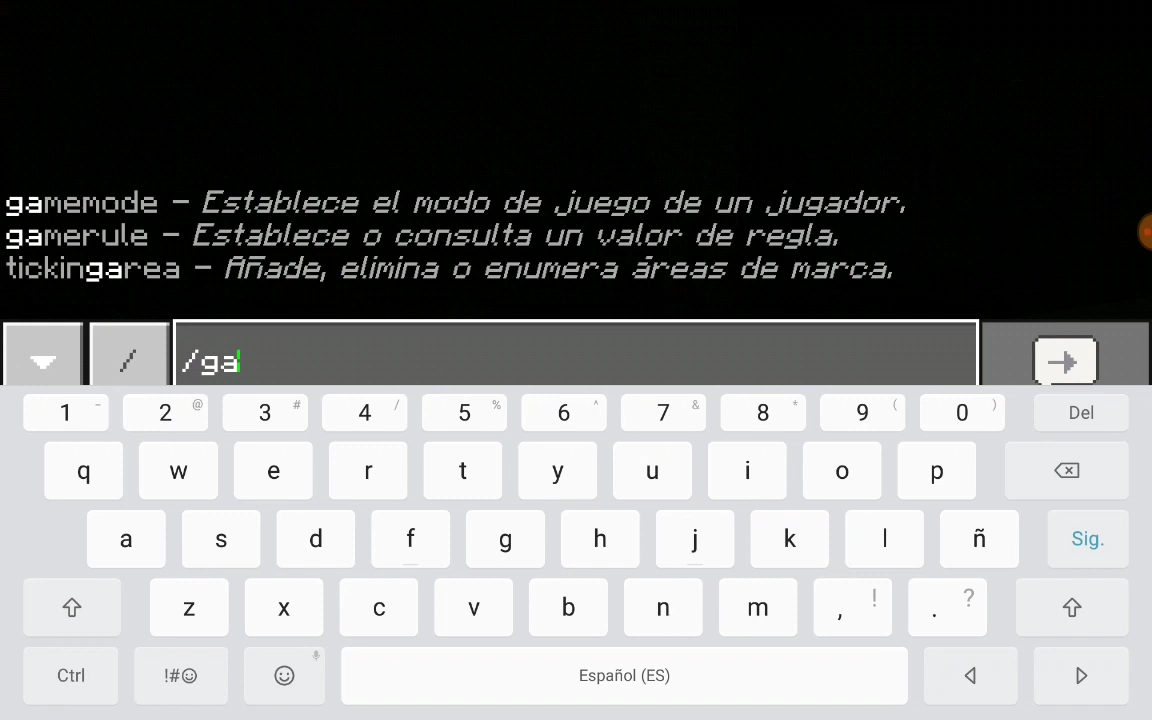 gamemode – Establece el modo de juego de un jugador.
gamerule – Establece o consulta un valor de regla.
tickingarea – Añade, elimina o enumera áreas de marca.
/ /ga
1 - 2 @ 3 # 4 / 5 % 6 ^ 7 & 8 * 9 ( 0 ) Del
q w e r t y u i o p
a s d f g h j k l ñ Sig.
z x c v b n m , ! . ?
Ctrl !#☺ Español (ES)